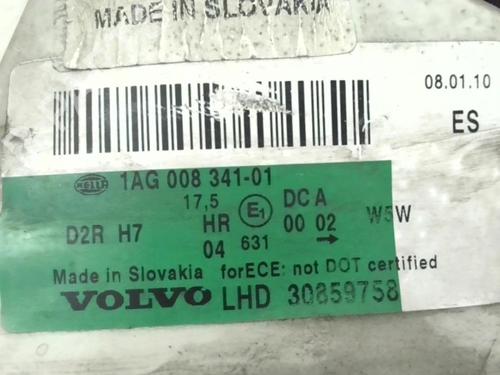 MADE IN SLOVAKIA
08.01.10
ES
HELLA 1AG 008 341-01
17,5 E1 DC A
D2R H7 HR 00 02 → W5W
04 631
Made in Slovakia forECE: not DOT certified
VOLVO LHD 30859758